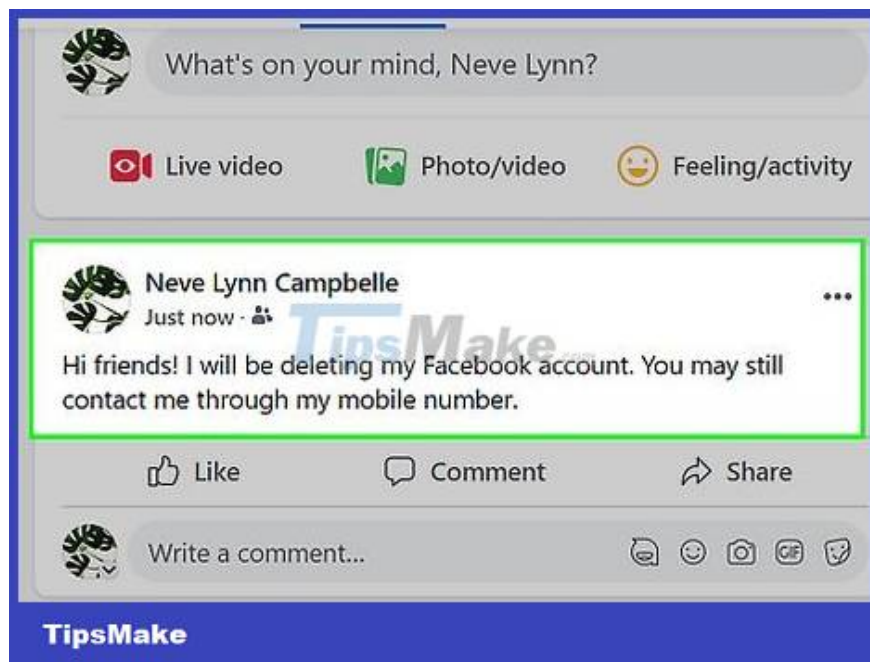 What's on your mind, Neve Lynn?
Live video Photo/video Feeling/activity
Neve Lynn Campbelle
Just now ·
TipsMake.com
Hi friends! I will be deleting my Facebook account. You may still
contact me through my mobile number.
Like Comment Share
Write a comment...
GIF
TipsMake